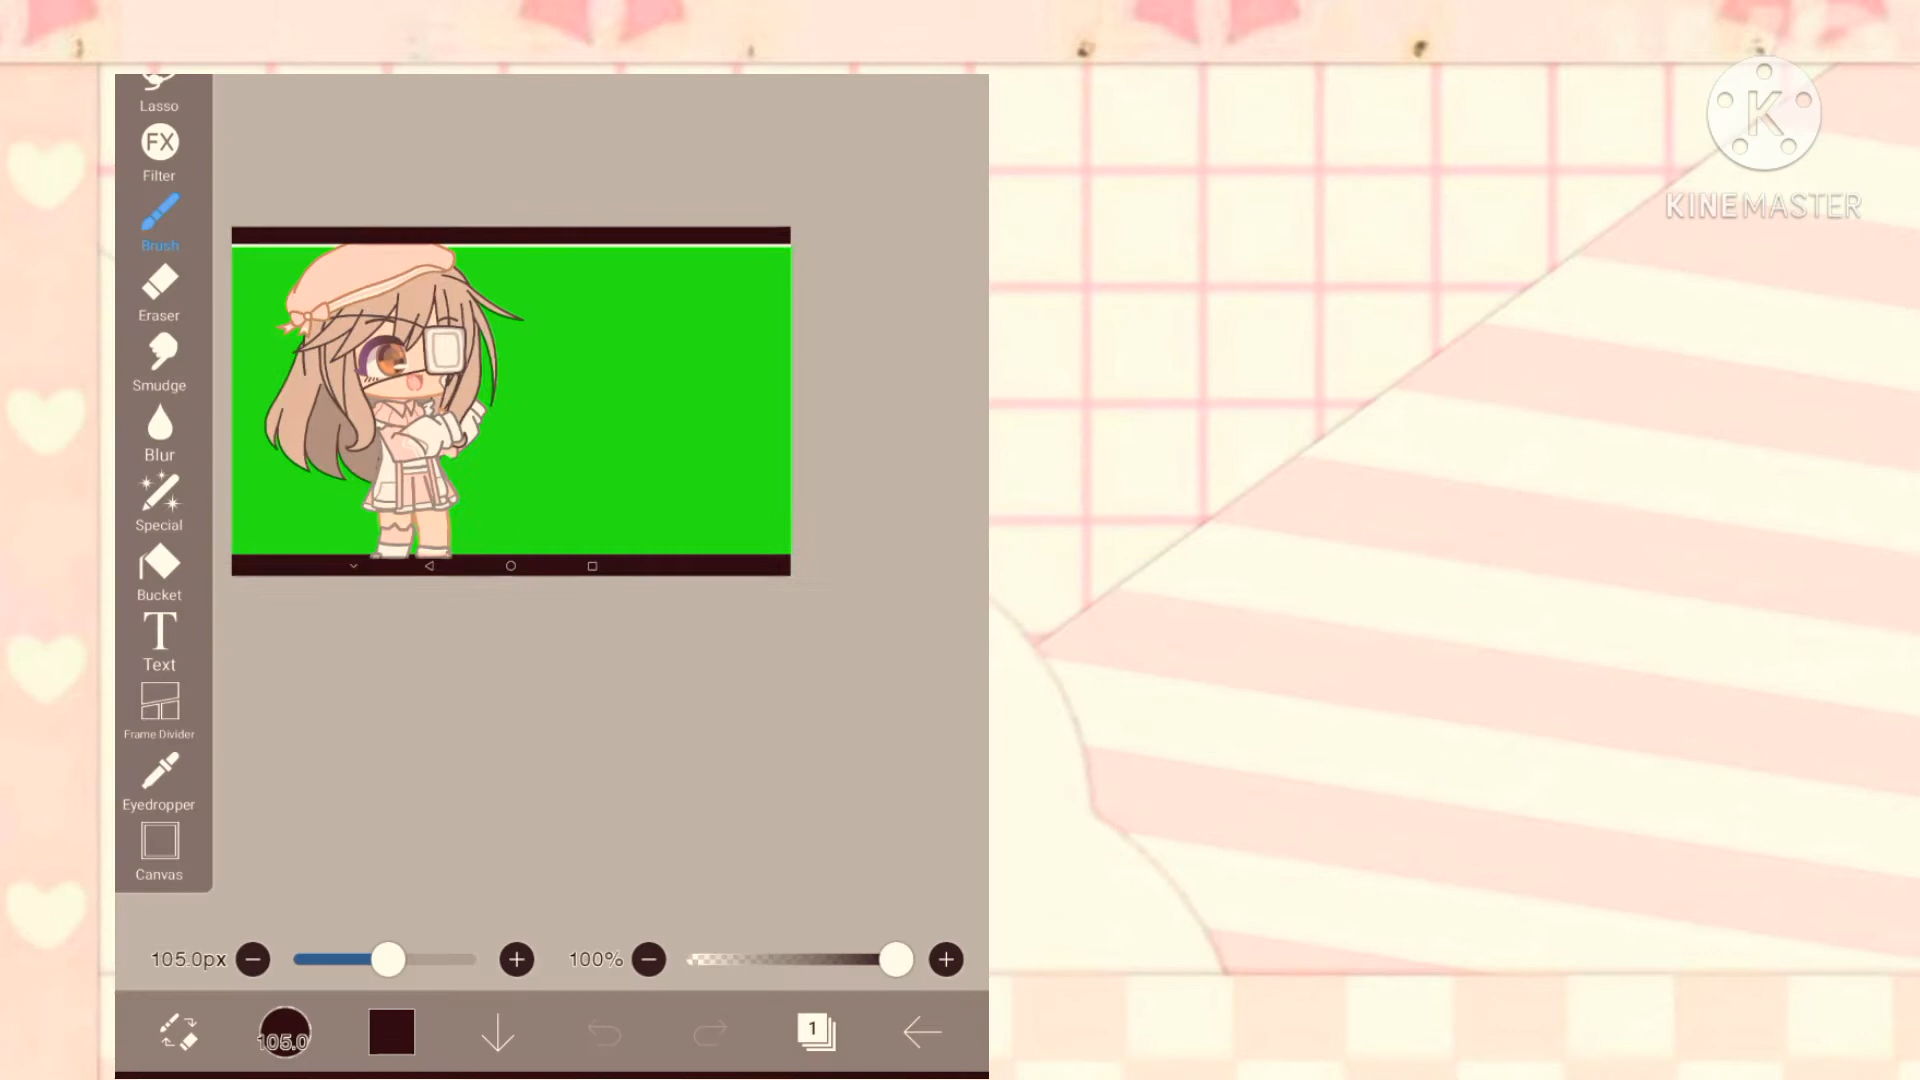 Lasso
FX
Filter
Brush
Eraser
Smudge
Blur
Special
Bucket
T
Text
Frame Divider
Eyedropper
Canvas
105.0px
100%
105.0
1
K
KINEMASTER